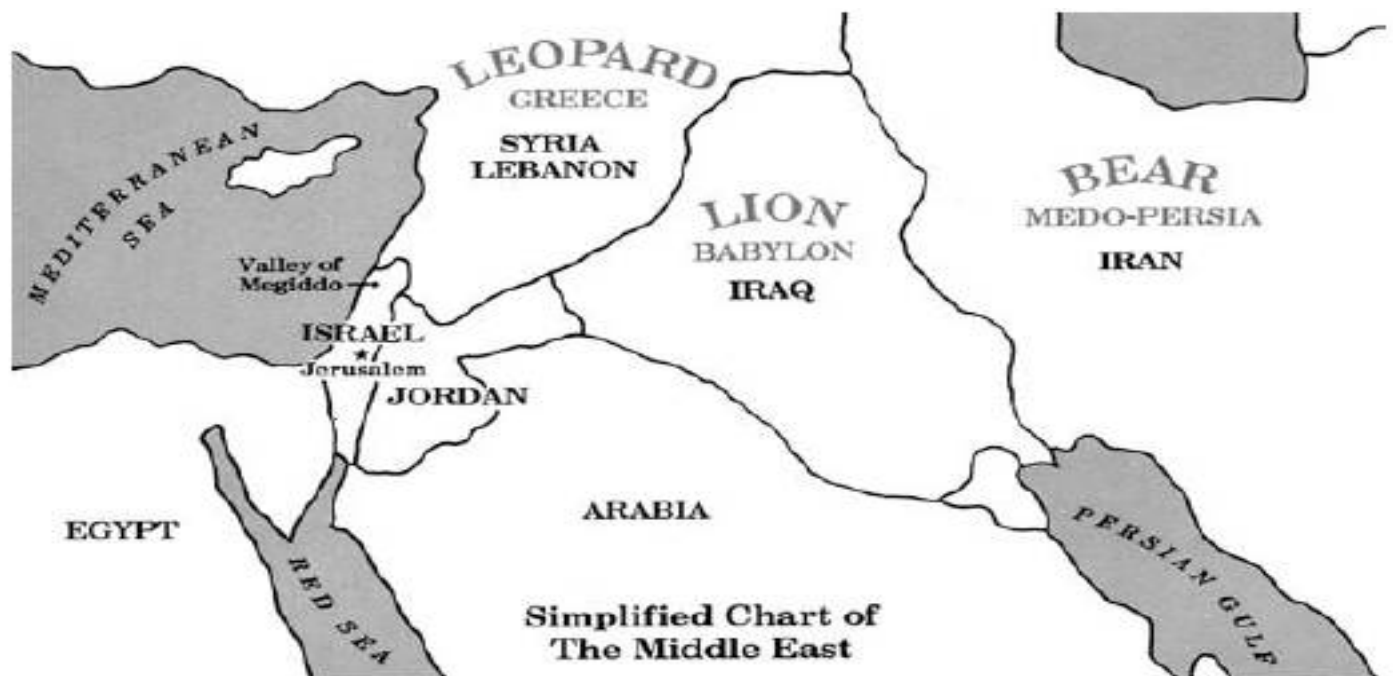 LEOPARD
GREECE
SYRIA
LEBANON
MEDITERRANEAN
SEA
BEAR
MEDO-PERSIA
IRAN
LION
BABYLON
IRAQ
Valley of
Megiddo
ISRAEL
Jerusalem
JORDAN
EGYPT
ARABIA
RED SEA
PERSIAN GULF
Simplified Chart of
The Middle East